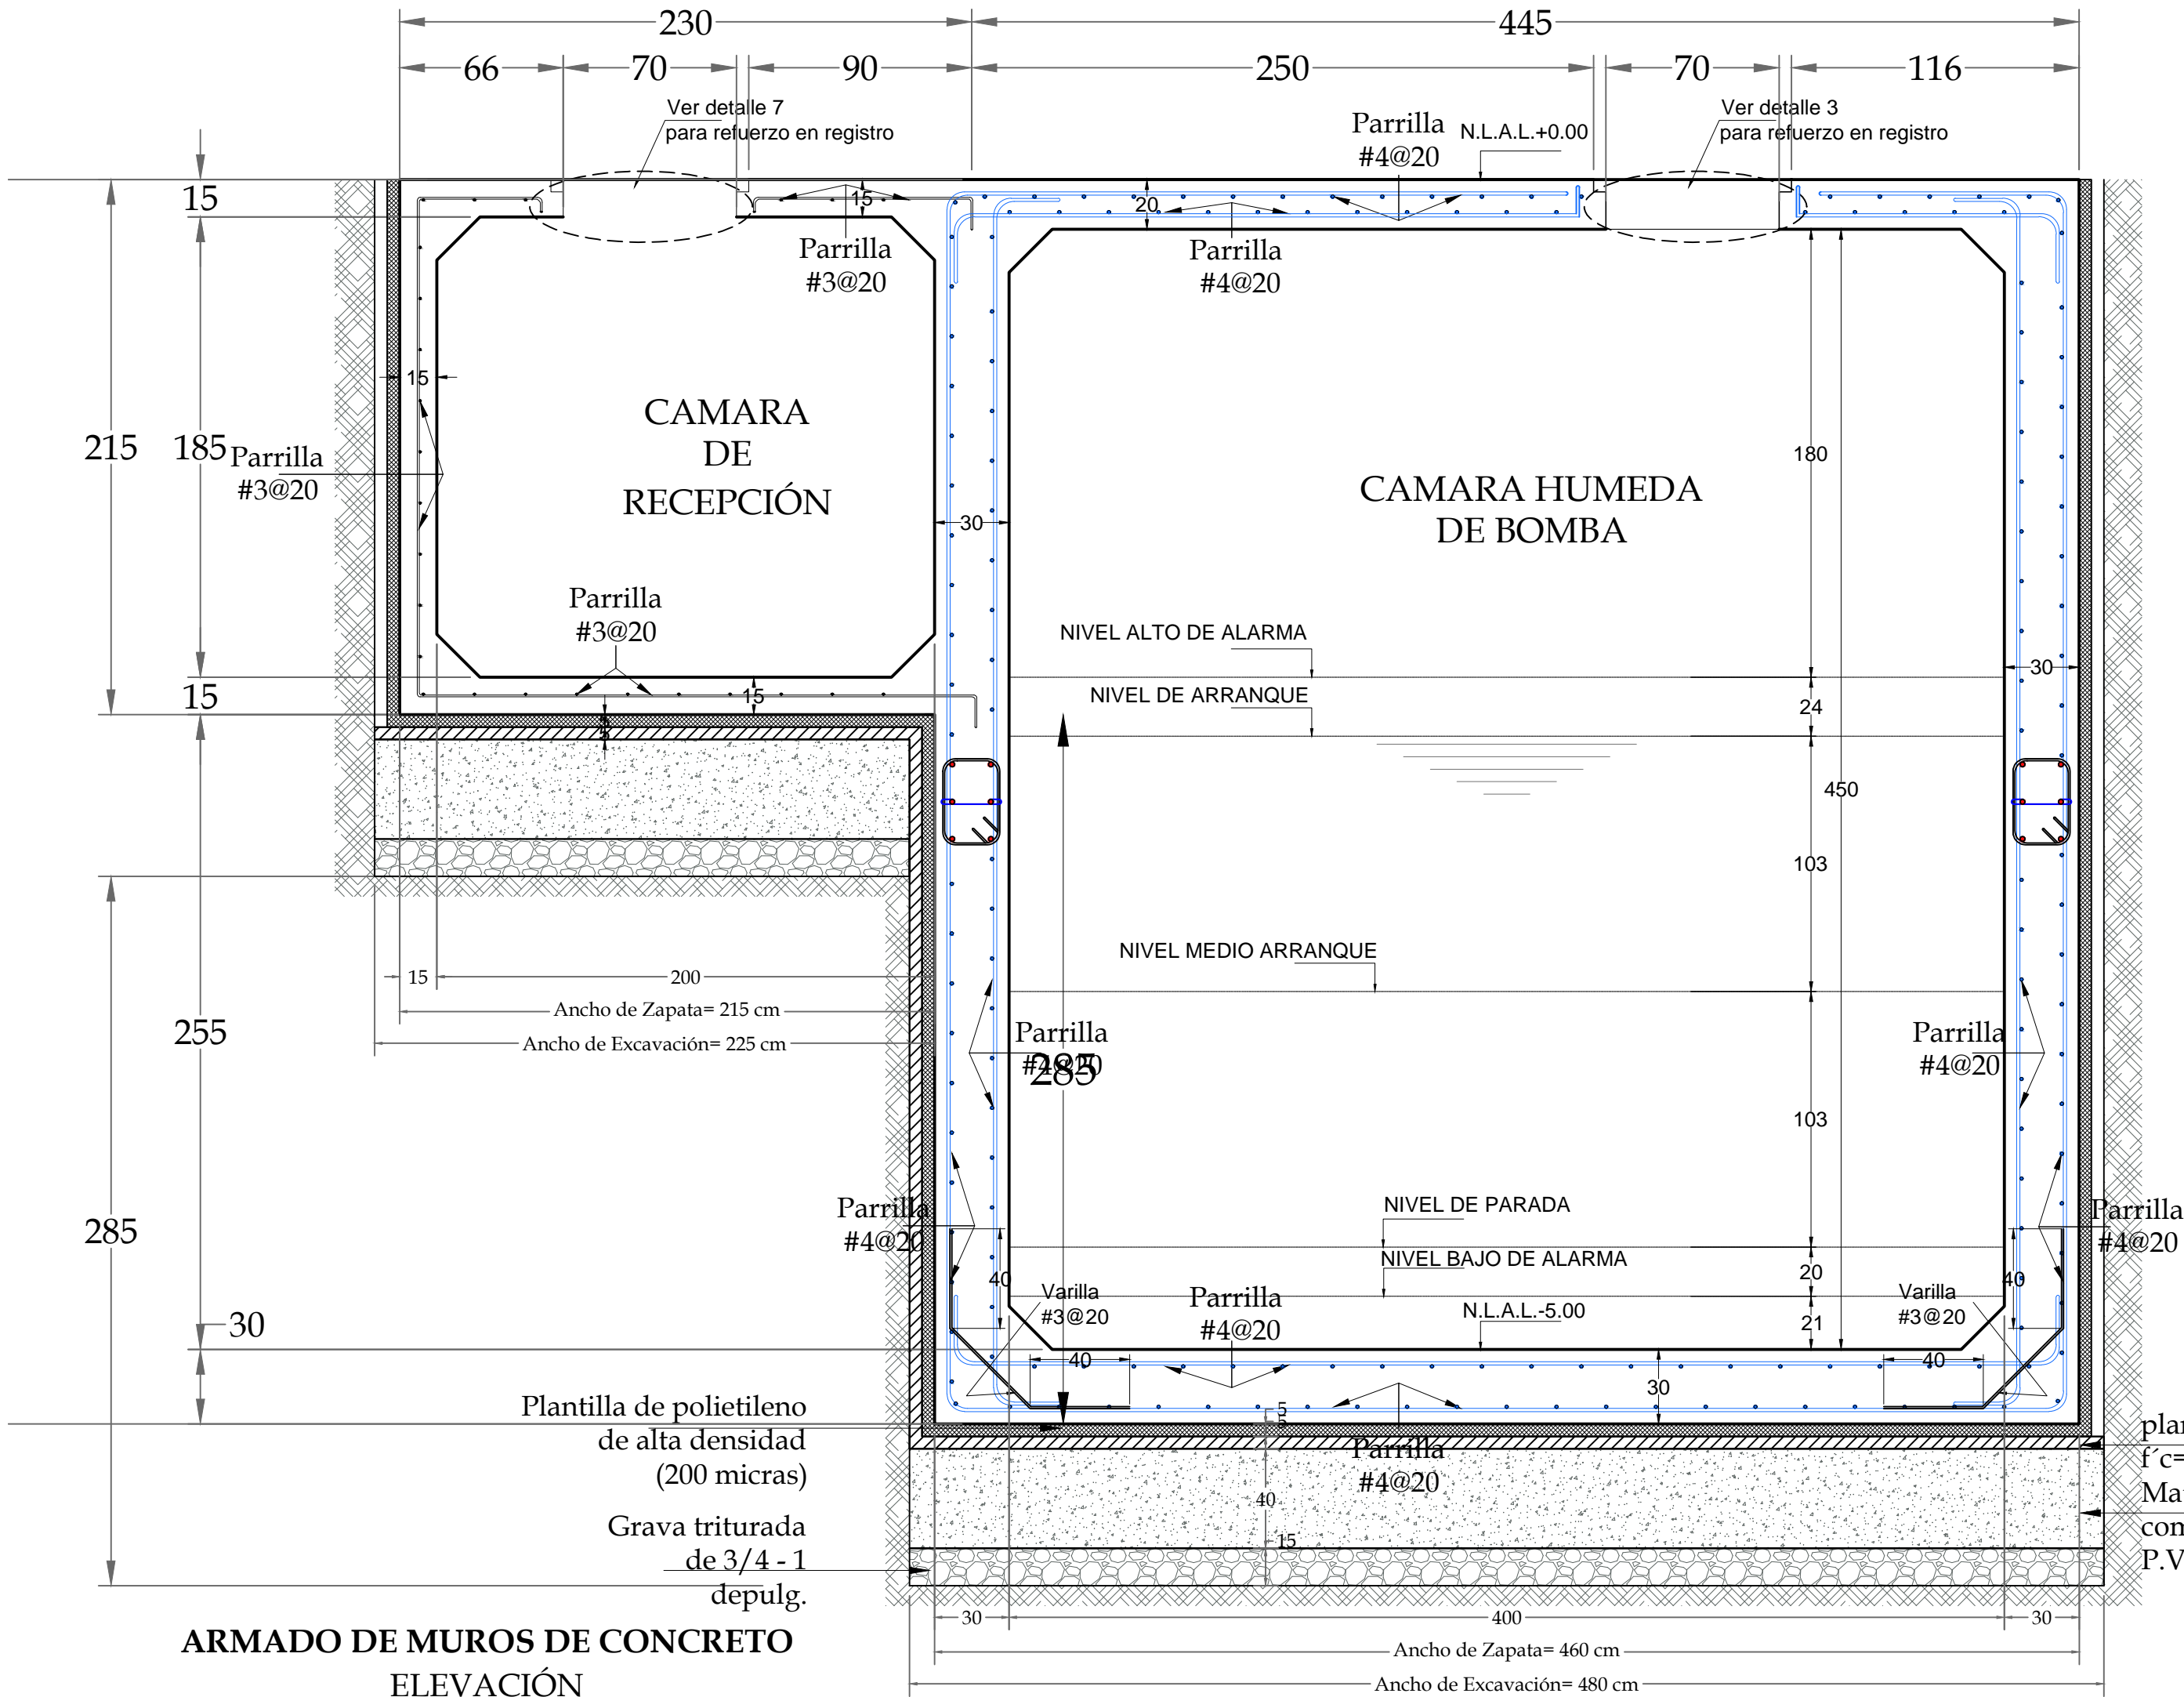 230
445
66
70
90
250
70
116
Ver detalle 7
para refuerzo en registro
Parrilla
#4@20
N.L.A.L.+0.00
Ver detalle 3
para refuerzo en registro
15
15
20
Parrilla
#3@20
Parrilla
#4@20
15
CAMARA
DE
RECEPCIÓN
215
185
Parrilla
#3@20
180
CAMARA HUMEDA
DE BOMBA
30
Parrilla
#3@20
NIVEL ALTO DE ALARMA
30
15
15
NIVEL DE ARRANQUE
24
450
103
NIVEL MEDIO ARRANQUE
15
200
Ancho de Zapata= 215 cm
Ancho de Excavación= 225 cm
255
Parrilla
#4@20
285
Parrilla
#4@20
103
285
Parrilla
#4@20
NIVEL DE PARADA
Parrilla
#4@20
NIVEL BAJO DE ALARMA
20
40
40
Varilla
#3@20
Parrilla
#4@20
N.L.A.L.-5.00
21
Varilla
#3@20
30
40
40
30
5
5
Plantilla de polietileno
de alta densidad
(200 micras)
Parrilla
#4@20
40
15
Grava triturada
de 3/4 - 1
depulg.
f´c=
P.V
30
400
30
Ancho de Zapata= 460 cm
Ancho de Excavación= 480 cm
ARMADO DE MUROS DE CONCRETO
ELEVACIÓN